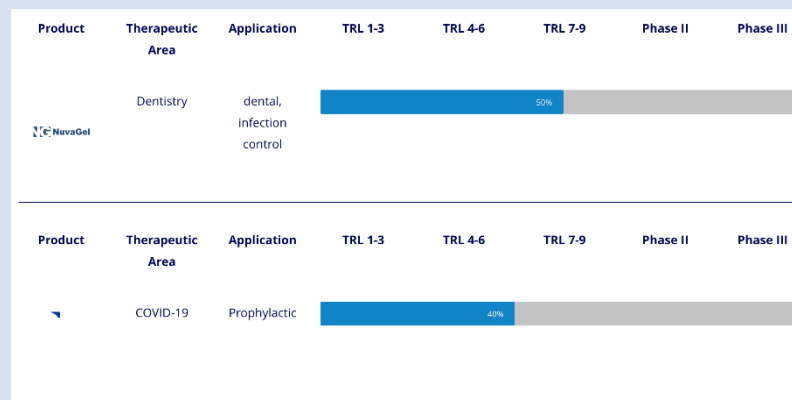 Product Therapeutic Area Application TRL 1-3 TRL 4-6 TRL 7-9 Phase II Phase III
Dentistry dental, infection control 50%
NG NuvaGel
Product Therapeutic Area Application TRL 1-3 TRL 4-6 TRL 7-9 Phase II Phase III
COVID-19 Prophylactic 40%